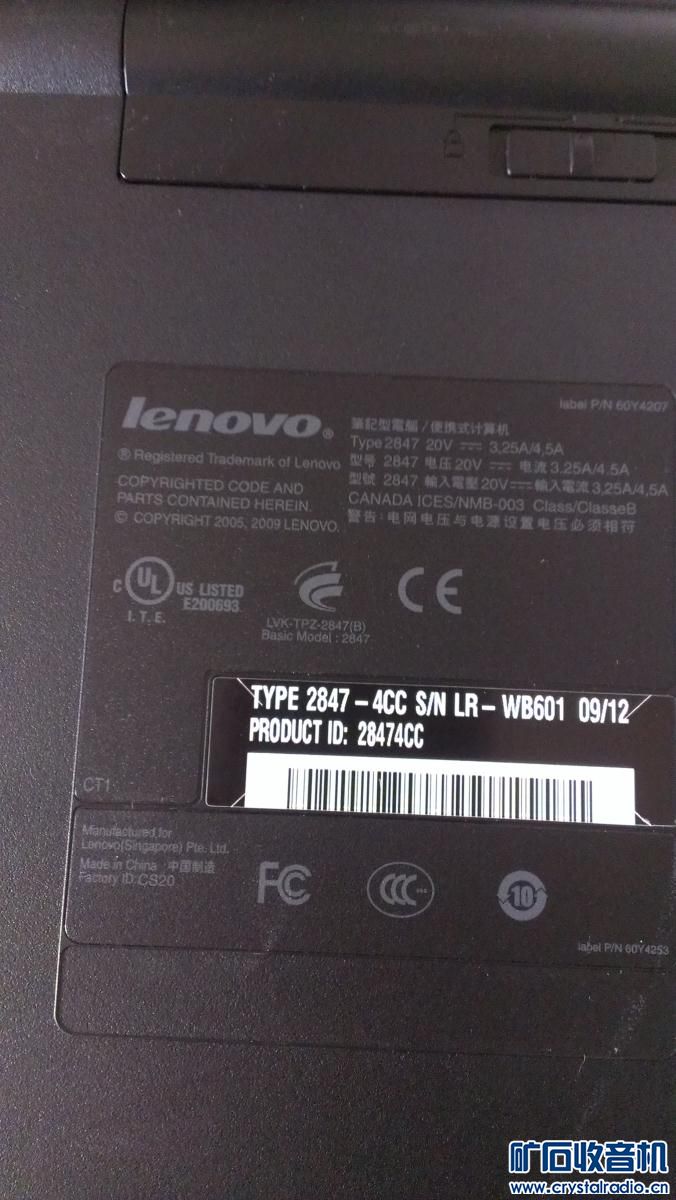 label P/N 60Y4207
lenovo®
® Registered Trademark of Lenovo
COPYRIGHTED CODE AND
PARTS CONTAINED HEREIN.
© COPYRIGHT 2005, 2009 LENOVO.
筆記型電腦/便携式计算机
Type 2847 20V ⎓ 3,25A/4,5A
型号 2847 电压 20V ⎓ 电流 3.25A/4.5A
型號 2847 輸入電壓 20V⎓輸入電流 3,25A/4,5A
CANADA ICES/NMB-003 Class/ClasseB
警告:电网电压与电源设置电压必须相符
C UL US LISTED
E200693
I.T.E.
LVK-TPZ-2847(B)
Basic Model : 2847
CE
TYPE 2847 - 4CC S/N LR - WB601 09/12
PRODUCT ID: 28474CC
CT1
Manufactured for
Lenovo(Singapore) Pte. Ltd.
Made in China 中国制造
Factory ID:CS20
FC
CCC
10
label P/N 60Y4253
矿石收音机
www.crystalradio.cn